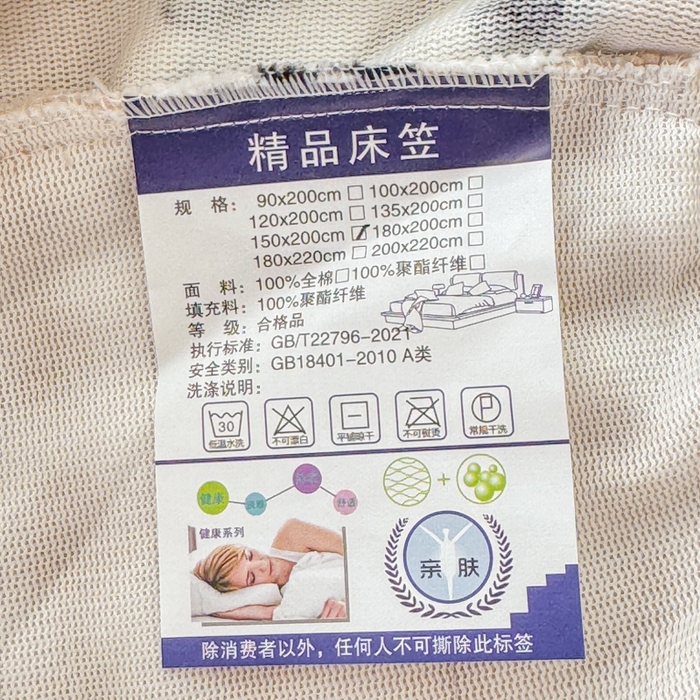 精品床笠
规 格： 90x200cm □ 100x200cm □
120x200cm □ 135x200cm □
150x200cm ☑ 180x200cm □
180x220cm □ 200x220cm □
面 料： 100%全棉□100%聚酯纤维□
填充料： 100%聚酯纤维
等 级： 合格品
执行标准： GB/T22796-2021
安全类别： GB18401-2010 A类
洗涤说明：
30
低温水洗 不可漂白 平铺晾干 不可熨烫 常规干洗
P
健康 舒适
+
健康系列
亲 肤
除消费者以外，任何人不可撕除此标签